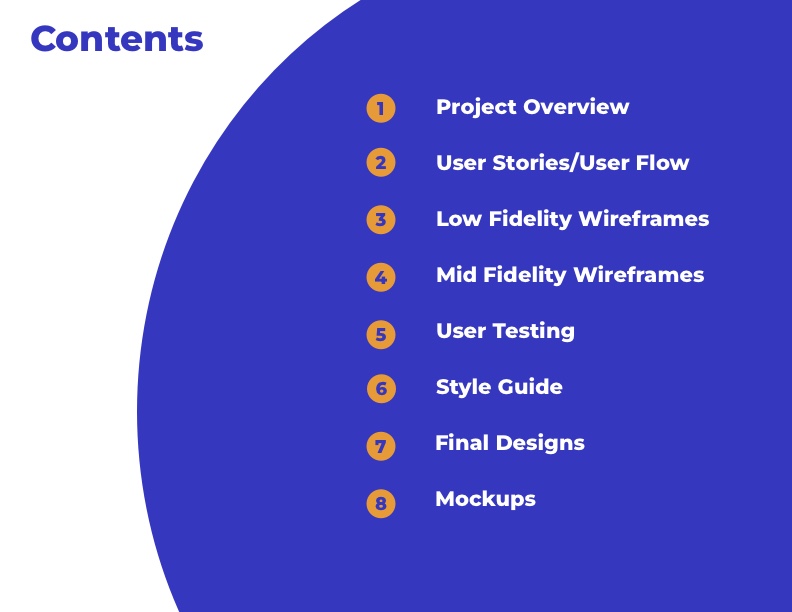 Contents
1 Project Overview
2 User Stories/User Flow
3 Low Fidelity Wireframes
4 Mid Fidelity Wireframes
5 User Testing
6 Style Guide
7 Final Designs
8 Mockups